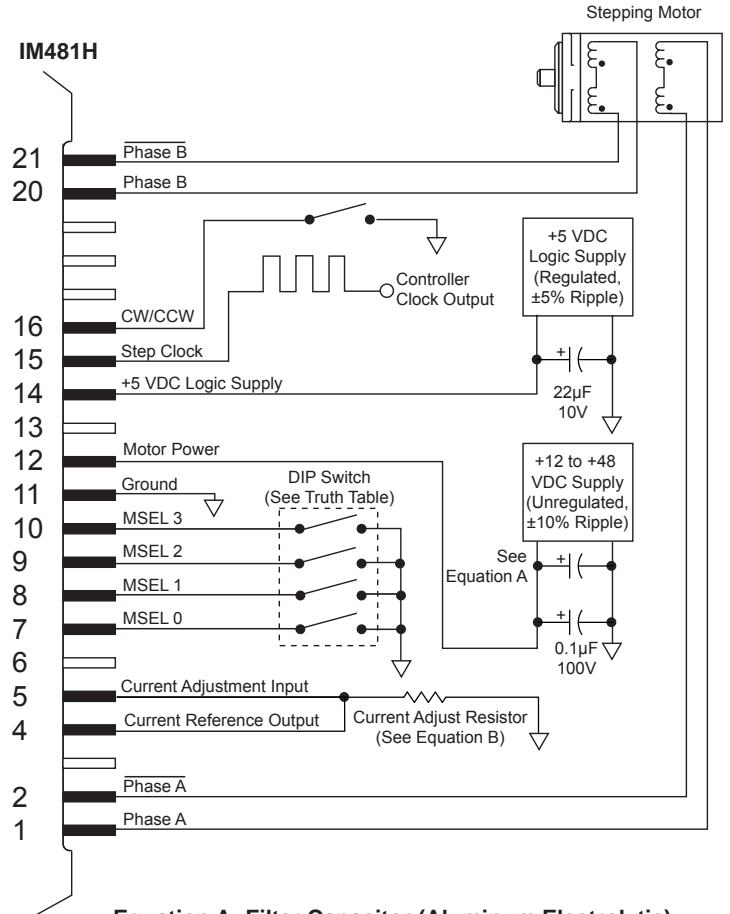 Stepping Motor
IM481H
21
Phase B
20
Phase B
+5 VDC
Logic Supply
(Regulated,
±5% Ripple)
Controller
Clock Output
16
CW/CCW
15
Step Clock
14
+5 VDC Logic Supply
+
22µF
10V
13
12
Motor Power
+12 to +48
VDC Supply
(Unregulated,
±10% Ripple)
11
Ground
DIP Switch
(See Truth Table)
10
MSEL 3
9
MSEL 2
See
Equation A
+
8
MSEL 1
7
MSEL 0
+
0.1µF
100V
6
5
Current Adjustment Input
4
Current Reference Output
Current Adjust Resistor
(See Equation B)
2
Phase A
1
Phase A